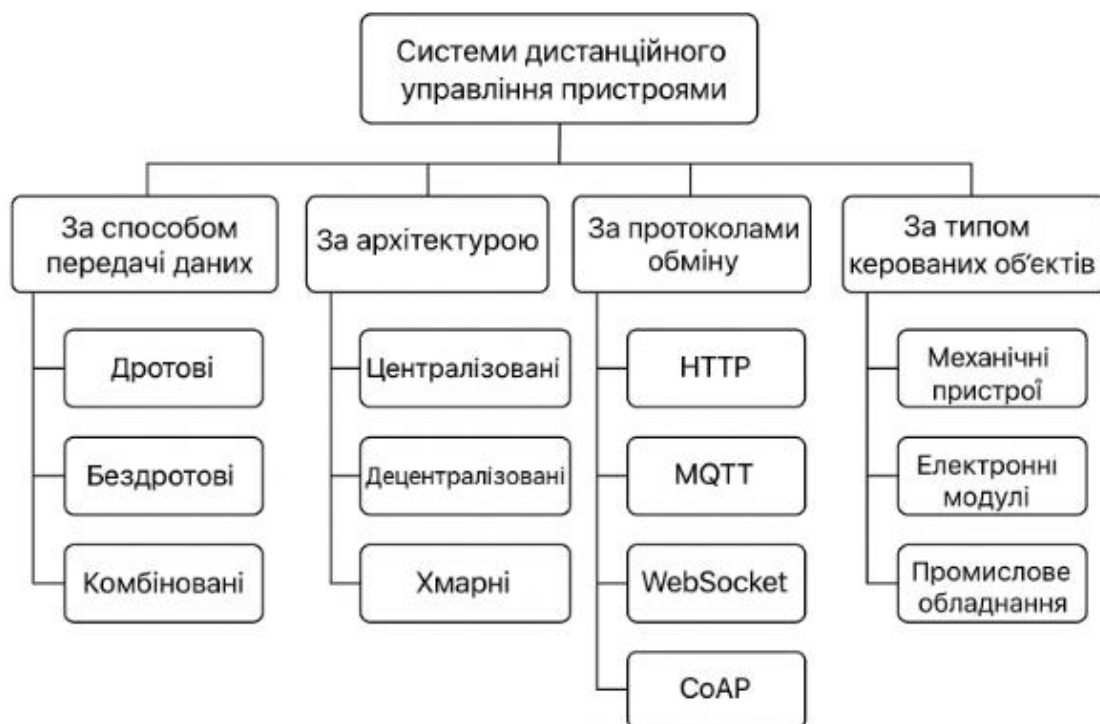 Системи дистанційного
управління пристроями
За способом
передачі даних
За архітектурою
За протоколами
обміну
За типом
керованих об'єктів
Дротові
Бездротові
Комбіновані
Централізовані
Децентралізовані
Хмарні
HTTP
MQTT
WebSocket
CoAP
Механічні
пристрої
Електронні
модулі
Промислове
обладнання